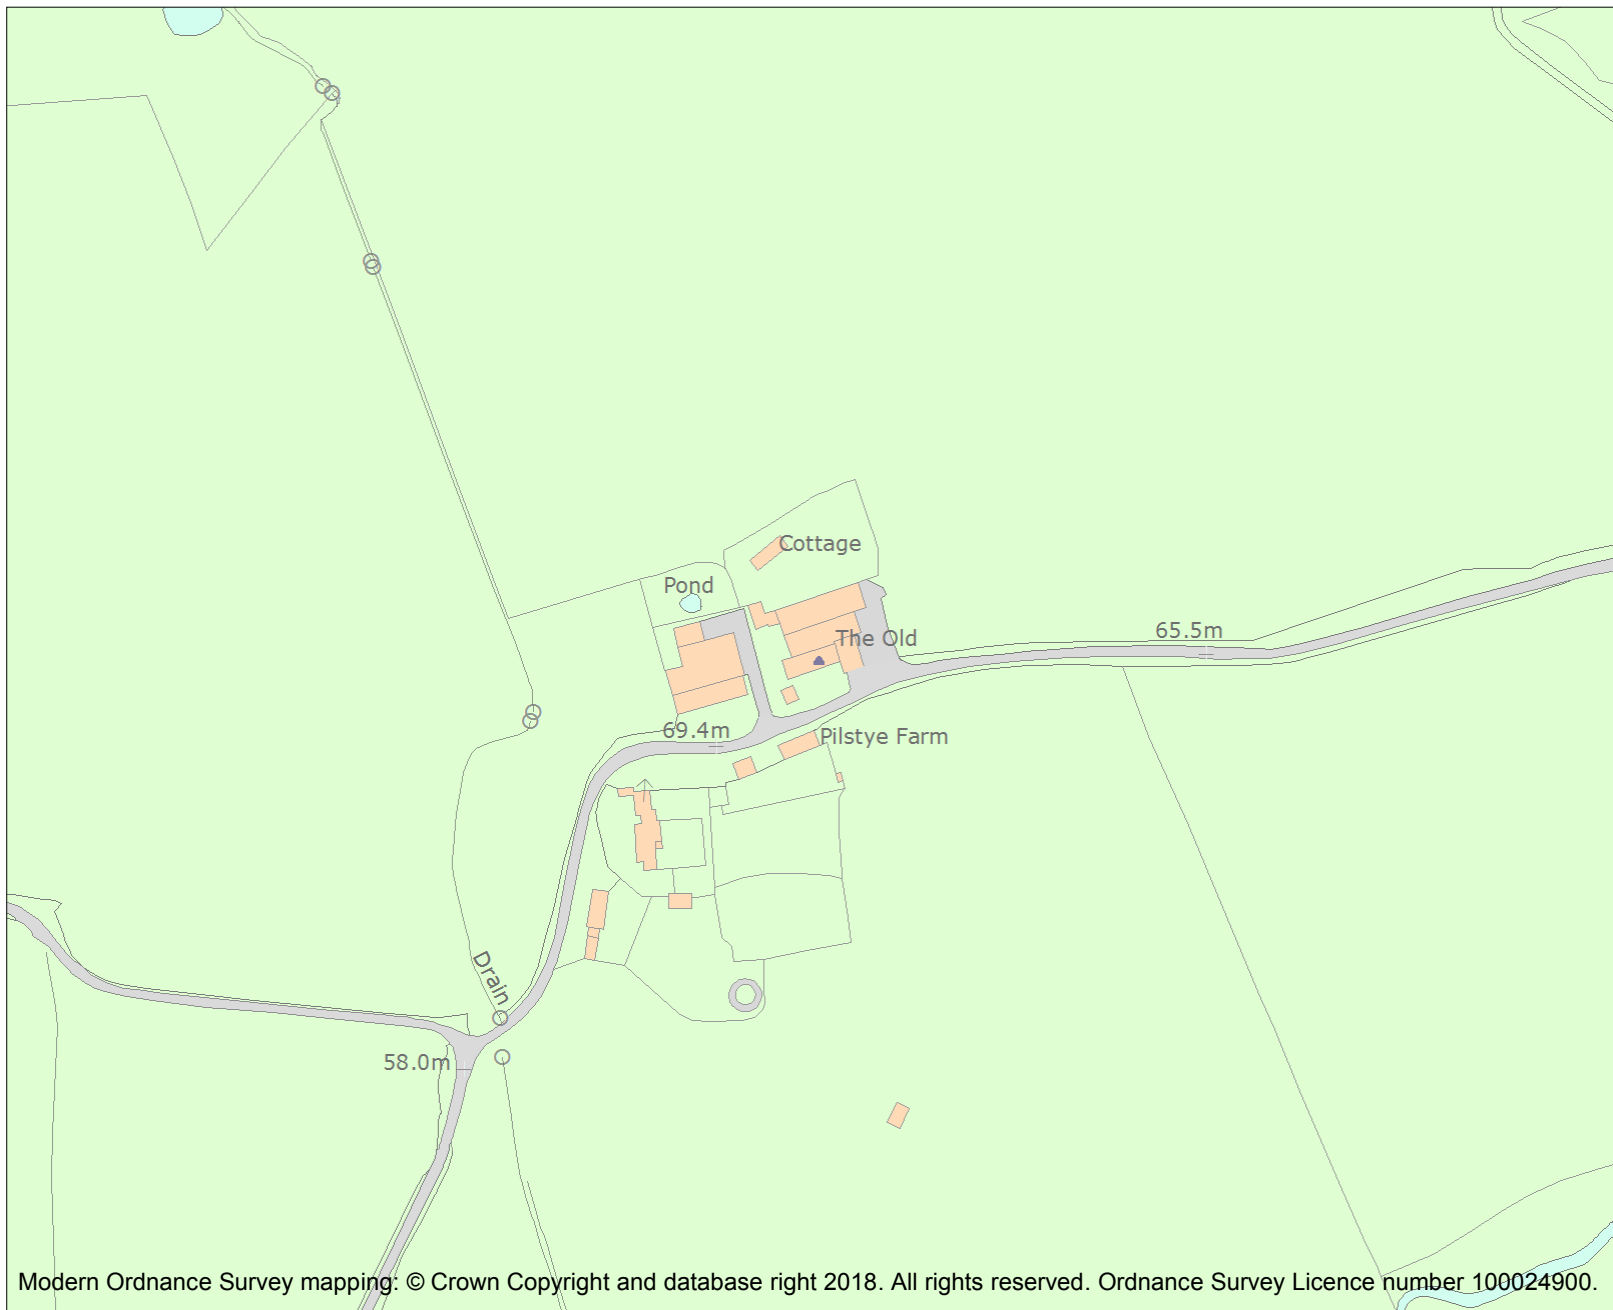 Cottage
Pond
The Old
65.5m
69.4m
Pilstye Farm
Drain
58.0m
Modern Ordnance Survey mapping: © Crown Copyright and database right 2018. All rights reserved. Ordnance Survey Licence number 100024900.